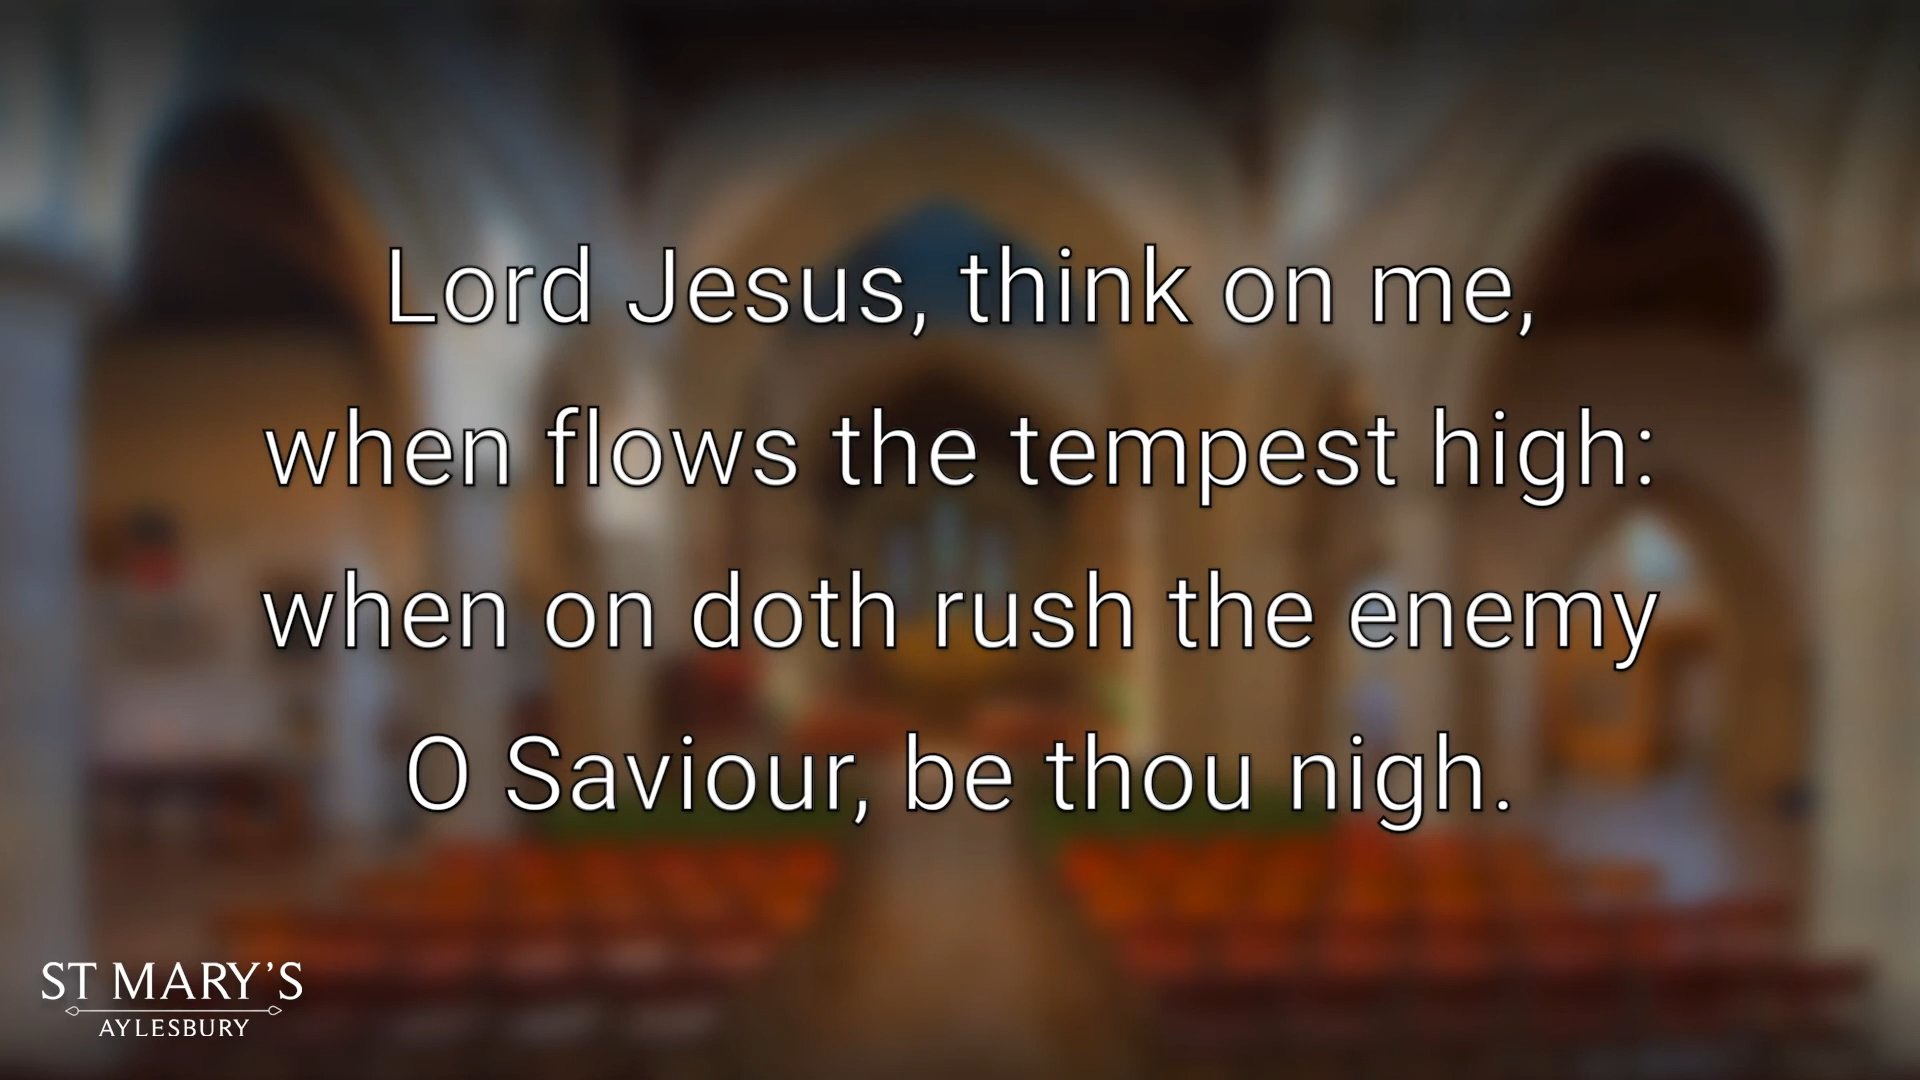 Lord Jesus, think on me,
when flows the tempest high:
when on doth rush the enemy
O Saviour, be thou nigh.
ST MARY'S
AYLESBURY